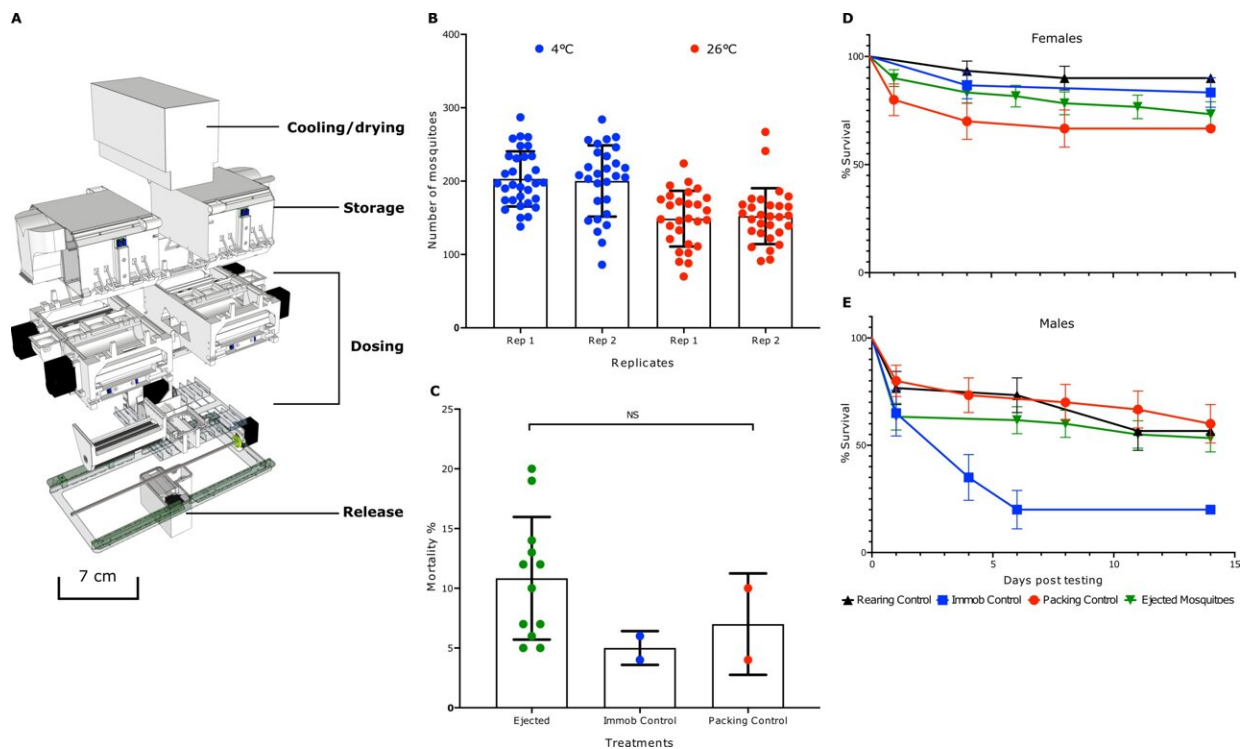 A
Cooling/drying
Storage
Dosing
Release
7 cm
B
4°C
26°C
Number of mosquitoes
400
300
200
100
0
Rep 1 Rep 2 Rep 1 Rep 2
Replicates
C
NS
Mortality %
25
20
15
10
5
0
Ejected Immob Control Packing Control
Treatments
D
Females
% Survival
100
50
0
E
Males
% Survival
100
50
0
0 5 10 15
Days post testing
Rearing Control Immob Control Packing Control Ejected Mosquitoes